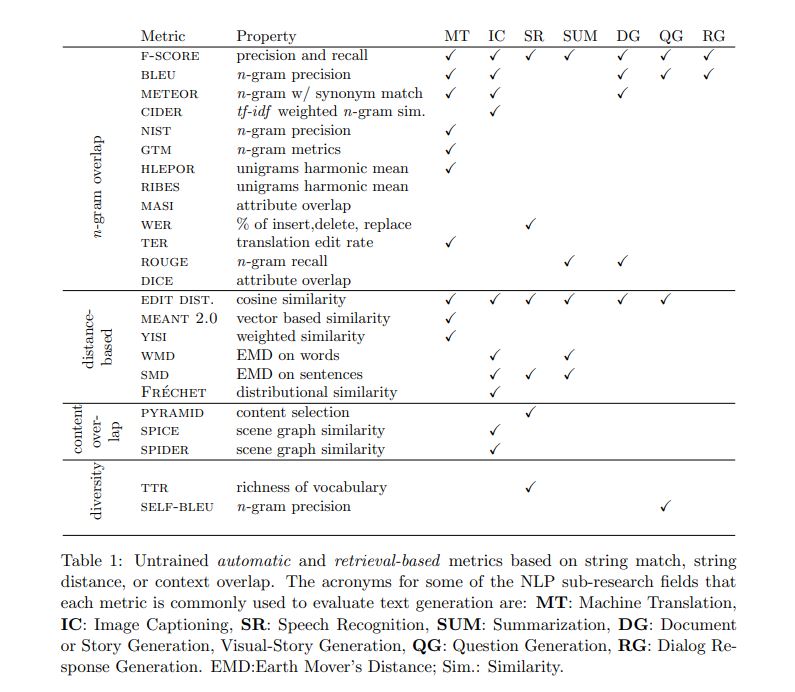 Metric Property MT IC SR SUM DG QG RG
F-SCORE precision and recall ✓ ✓ ✓ ✓ ✓ ✓ ✓
BLEU n-gram precision ✓ ✓ ✓ ✓ ✓
METEOR n-gram w/ synonym match ✓ ✓ ✓
CIDER tf-idf weighted n-gram sim. ✓
NIST n-gram precision ✓
GTM n-gram metrics ✓
HLEPOR unigrams harmonic mean ✓
RIBES unigrams harmonic mean
MASI attribute overlap
WER % of insert,delete, replace ✓
TER translation edit rate ✓
ROUGE n-gram recall ✓ ✓
DICE attribute overlap
n-gram overlap
EDIT DIST. cosine similarity ✓ ✓ ✓ ✓ ✓ ✓
MEANT 2.0 vector based similarity ✓
YISI weighted similarity ✓
WMD EMD on words ✓ ✓
SMD EMD on sentences ✓ ✓ ✓
FRÉCHET distributional similarity ✓
distance-
based
PYRAMID content selection ✓
SPICE scene graph similarity ✓
SPIDER scene graph similarity ✓
content
over-
lap
TTR richness of vocabulary ✓
SELF-BLEU n-gram precision ✓
diversity
Table 1: Untrained automatic and retrieval-based metrics based on string match, string
distance, or context overlap. The acronyms for some of the NLP sub-research fields that
each metric is commonly used to evaluate text generation are: MT: Machine Translation,
IC: Image Captioning, SR: Speech Recognition, SUM: Summarization, DG: Document
or Story Generation, Visual-Story Generation, QG: Question Generation, RG: Dialog Re-
sponse Generation. EMD:Earth Mover's Distance; Sim.: Similarity.